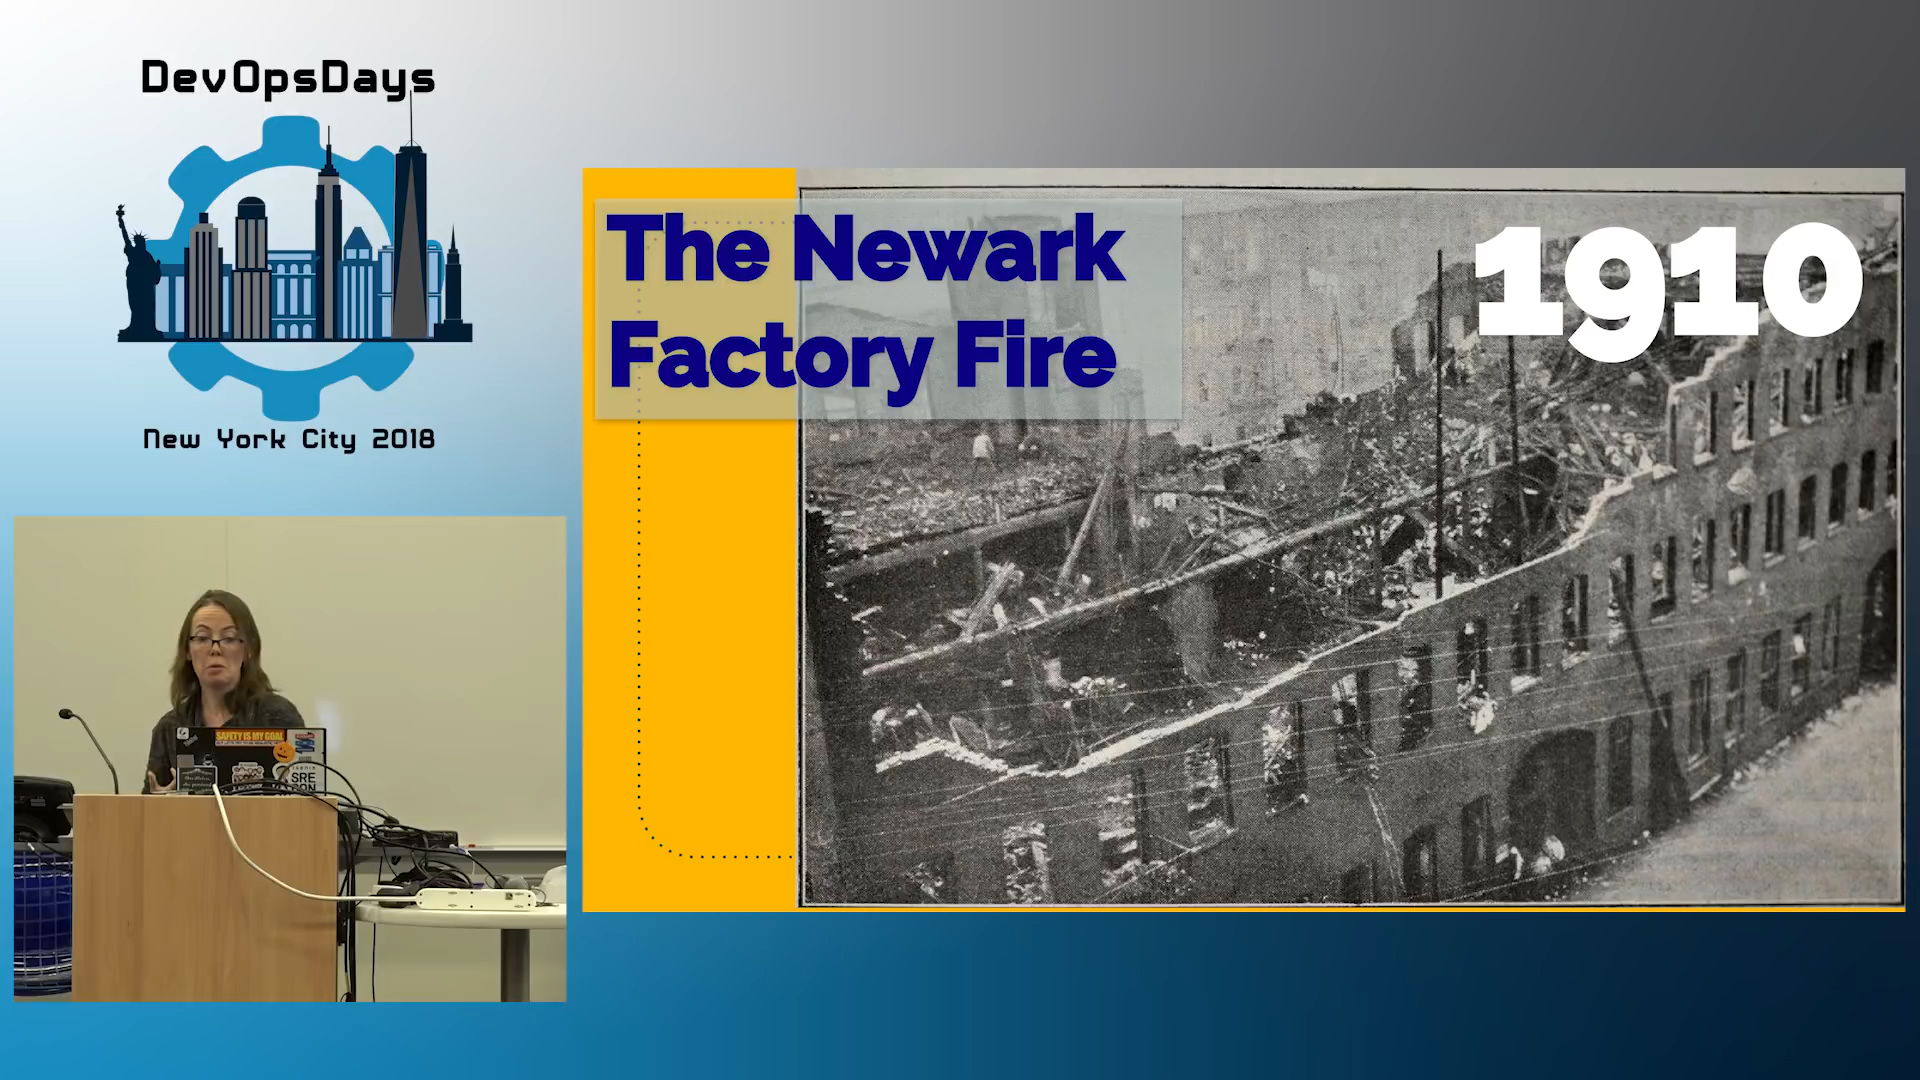 DevOpsDays
New York City 2018
The Newark
Factory Fire
1910
SAFETY IS MY GOAL
SRE